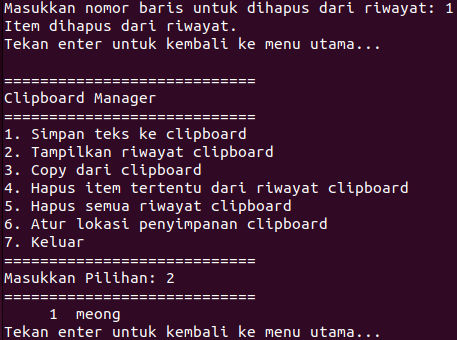 Masukkan nomor baris untuk dihapus dari riwayat: 1
Item dihapus dari riwayat.
Tekan enter untuk kembali ke menu utama...

============================
Clipboard Manager
============================
1. Simpan teks ke clipboard
2. Tampilkan riwayat clipboard
3. Copy dari clipboard
4. Hapus item tertentu dari riwayat clipboard
5. Hapus semua riwayat clipboard
6. Atur lokasi penyimpanan clipboard
7. Keluar
============================
Masukkan Pilihan: 2
============================
     1  meong
Tekan enter untuk kembali ke menu utama...